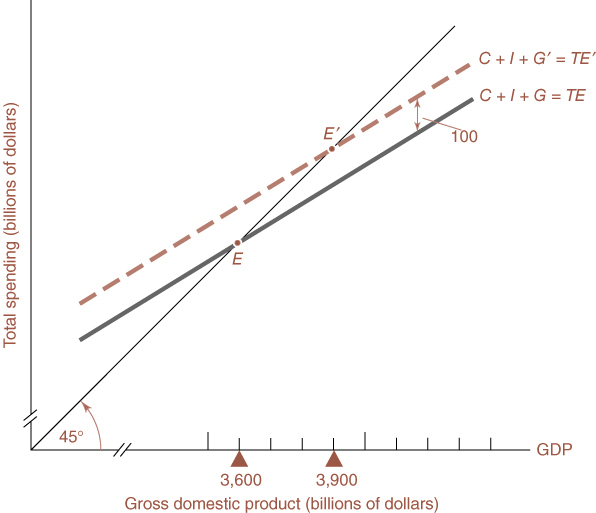 Total spending (billions of dollars)
C + I + G′ = TE′
C + I + G = TE
100
E′
E
45°
GDP
3,600
3,900
Gross domestic product (billions of dollars)